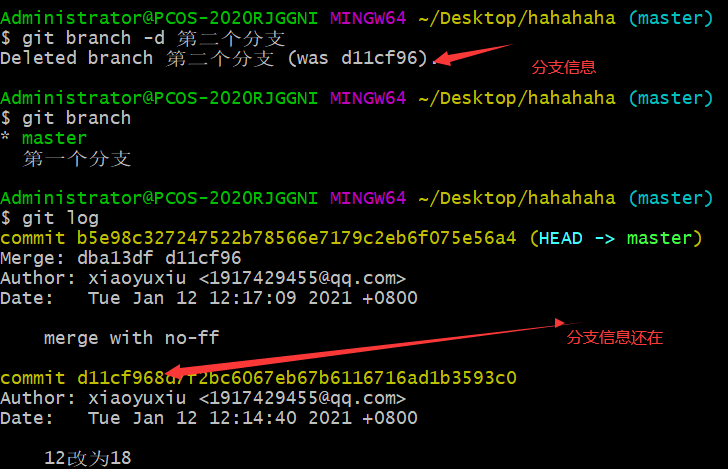 Administrator@PCOS-2020RJGGNI MINGW64 ~/Desktop/hahahaha (master)
$ git branch -d 第二个分支
Deleted branch 第二个分支 (was d11cf96).
分支信息
Administrator@PCOS-2020RJGGNI MINGW64 ~/Desktop/hahahaha (master)
$ git branch
* master
第一个分支
Administrator@PCOS-2020RJGGNI MINGW64 ~/Desktop/hahahaha (master)
$ git log
commit b5e98c327247522b78566e7179c2eb6f075e56a4 (HEAD -> master)
Merge: dba13df d11cf96
Author: xiaoyuxiu <1917429455@qq.com>
Date: Tue Jan 12 12:17:09 2021 +0800
merge with no-ff
分支信息还在
commit
Author: xiaoyuxiu <1917429455@qq.com>
Date: Tue Jan 12 12:14:40 2021 +0800
12改为18